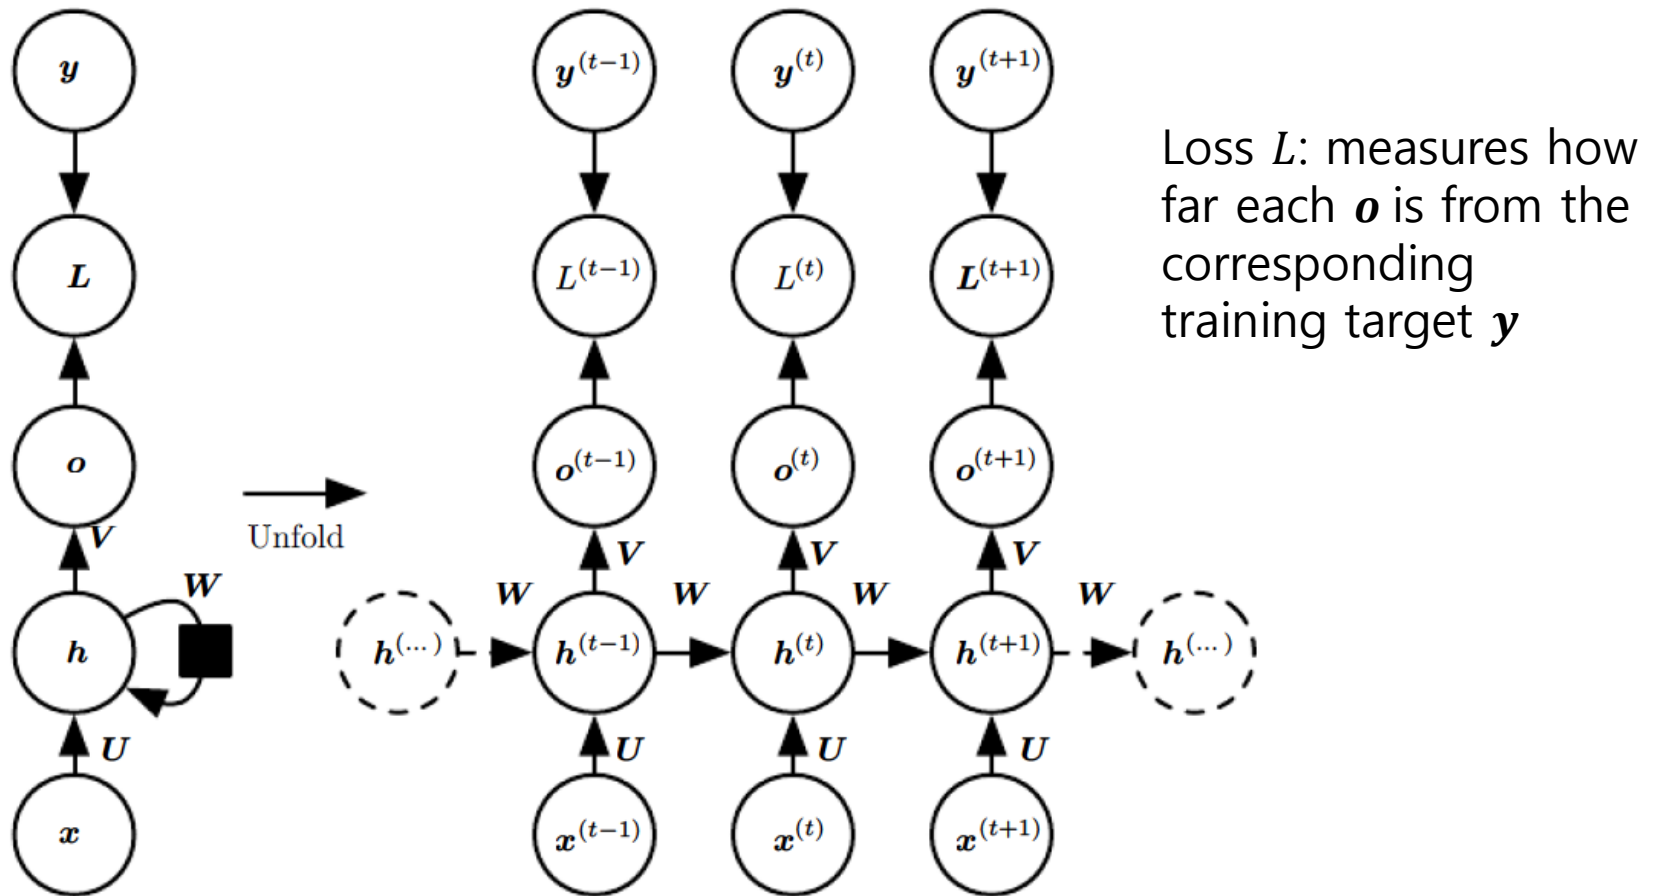 y y^{(t−1)} y^{(t)} y^{(t+1)}
L L^{(t−1)} L^{(t)} L^{(t+1)}
o o^{(t−1)} o^{(t)} o^{(t+1)}
Unfold
V V V V
W W W W W
h h^{(...)} h^{(t−1)} h^{(t)} h^{(t+1)} h^{(...)}
U U U U
x x^{(t−1)} x^{(t)} x^{(t+1)}
Loss L: measures how
far each o is from the
corresponding
training target y